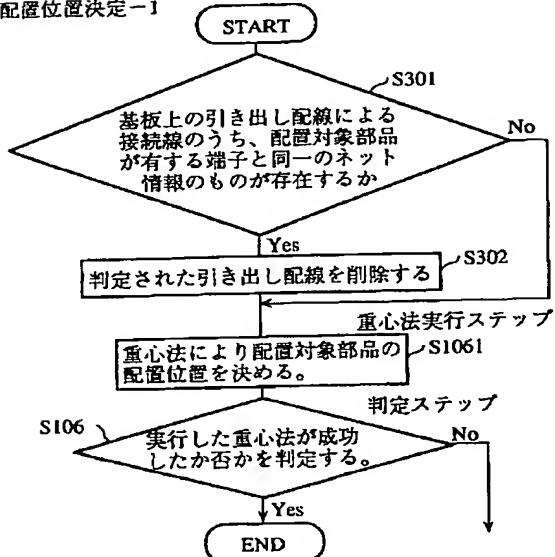 配置位置決定-1
START
S301
基板上の引き出し配線による
接続線のうち、配置対象部品
が有する端子と同一のネット
情報のものが存在するか
No
Yes
S302
判定された引き出し配線を削除する
重心法実行ステップ
重心法により配置対象部品の
配置位置を決める。
S1061
判定ステップ
S106
実行した重心法が成功
したか否かを判定する。
No
Yes
END